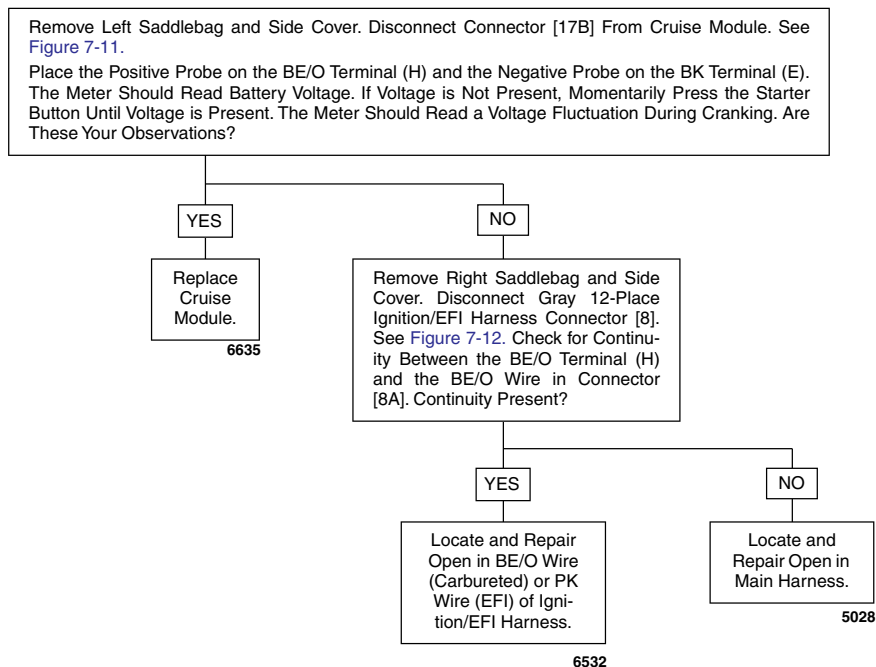 Remove Left Saddlebag and Side Cover. Disconnect Connector [17B] From Cruise Module. See
Figure 7-11.
Place the Positive Probe on the BE/O Terminal (H) and the Negative Probe on the BK Terminal (E).
The Meter Should Read Battery Voltage. If Voltage is Not Present, Momentarily Press the Starter
Button Until Voltage is Present. The Meter Should Read a Voltage Fluctuation During Cranking. Are
These Your Observations?
YES
NO
Replace
Cruise
Module.
6635
Remove Right Saddlebag and Side
Cover. Disconnect Gray 12-Place
Ignition/EFI Harness Connector [8].
See Figure 7-12. Check for Continu-
ity Between the BE/O Terminal (H)
and the BE/O Wire in Connector
[8A]. Continuity Present?
YES
NO
Locate and Repair
Open in BE/O Wire
(Carbureted) or PK
Wire (EFI) of Igni-
tion/EFI Harness.
6532
Locate and
Repair Open in
Main Harness.
5028